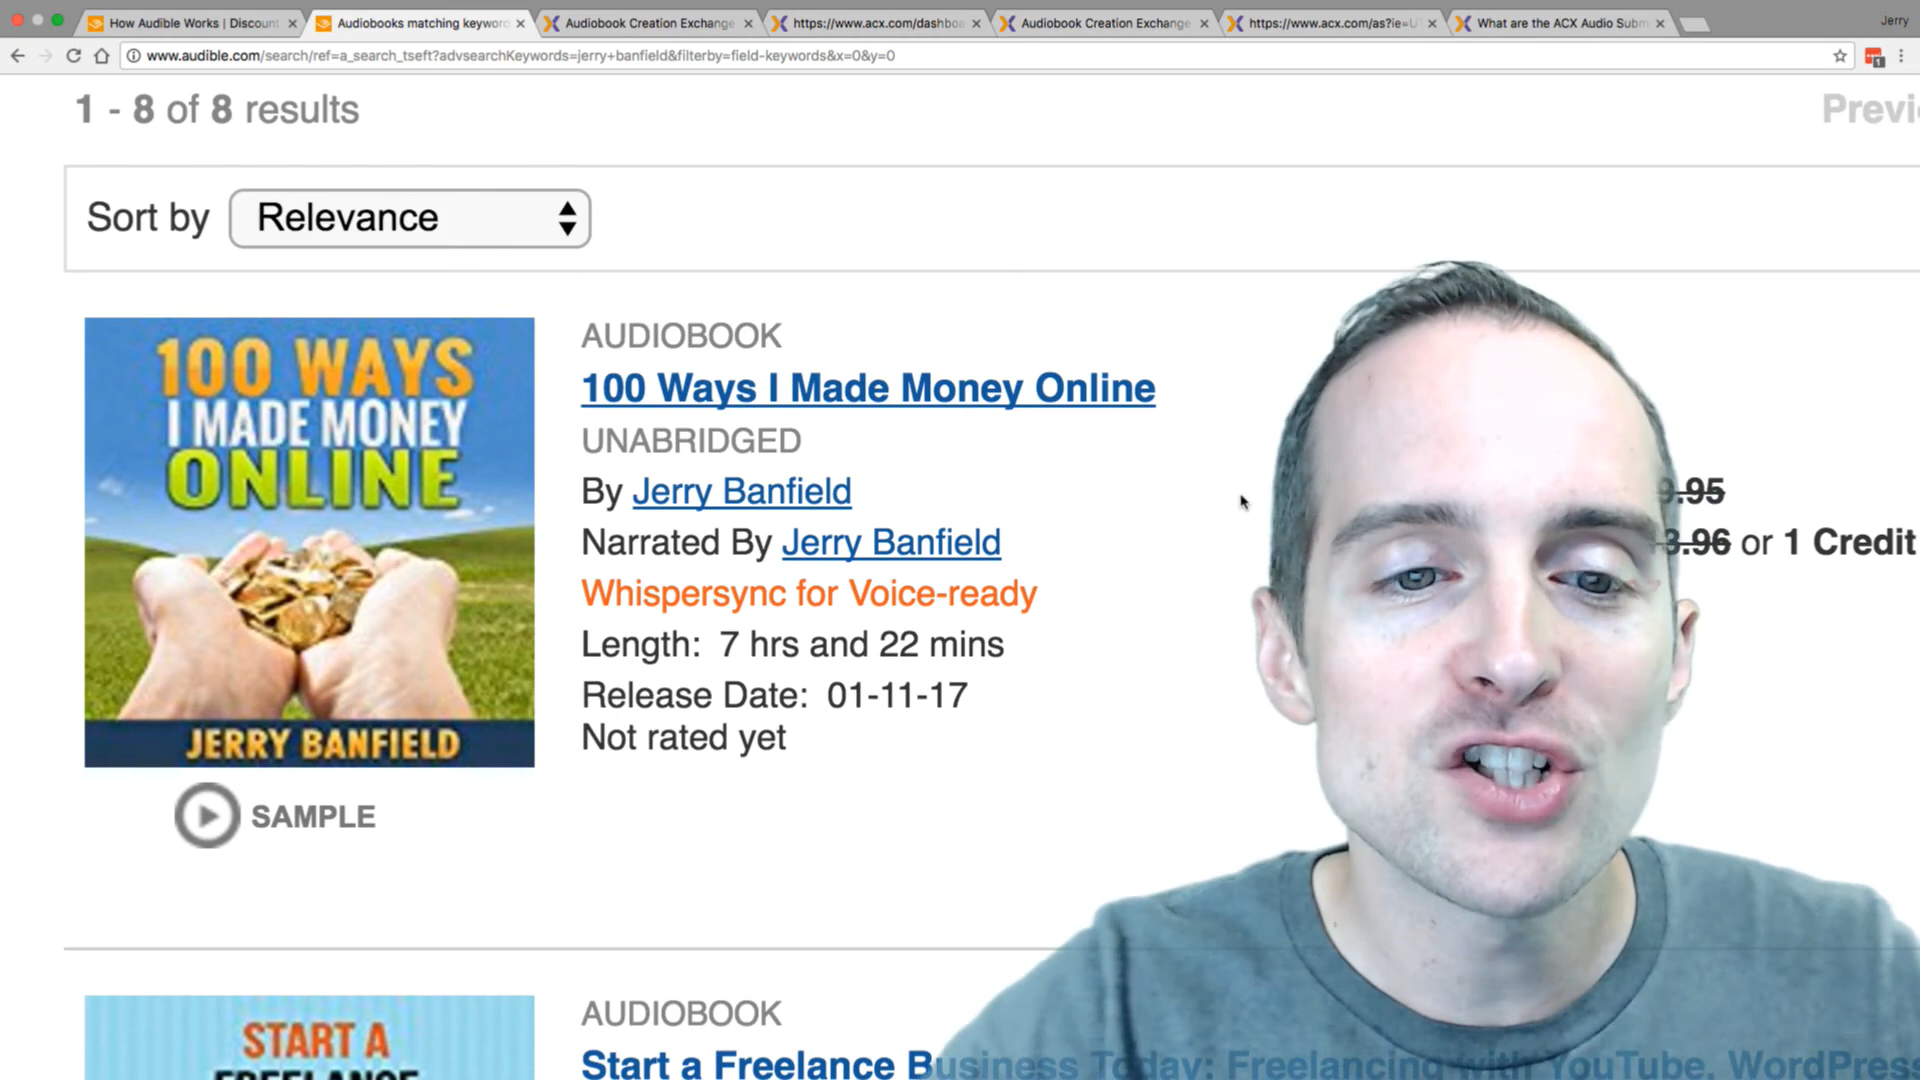 How Audible Works | Discount
Audiobooks matching keyword
Audiobook Creation Exchange
https://www.acx.com/dashboa
Audiobook Creation Exchange
https://www.acx.com/as?ie=U
What are the ACX Audio Subm
Jerry
www.audible.com/search/ref=a_search_tseft?advsearchKeywords=jerry+banfield&filterby=field-keywords&x=0&y=0
1 - 8 of 8 results
Previ
Sort by Relevance
100 WAYS
I MADE MONEY
ONLINE
JERRY BANFIELD
SAMPLE
AUDIOBOOK
100 Ways I Made Money Online
UNABRIDGED
By Jerry Banfield
Narrated By Jerry Banfield
Whispersync for Voice-ready
Length: 7 hrs and 22 mins
Release Date: 01-11-17
Not rated yet
9.95
3.96 or 1 Credit
START A
FREELANCE
AUDIOBOOK
Start a Freelance Business Today: Freelancing with YouTube, WordPress